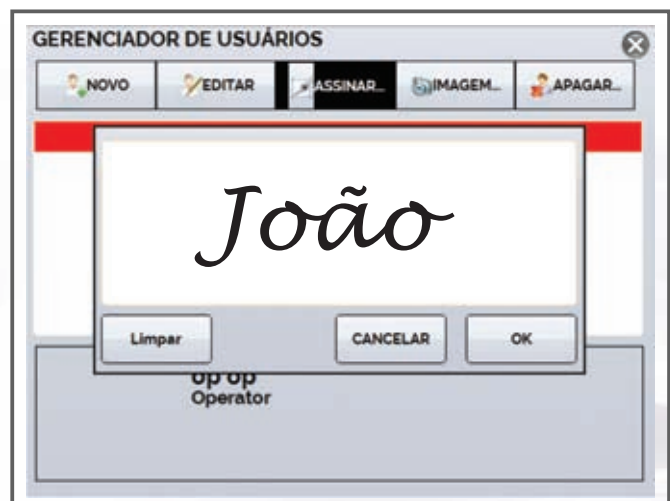 GERENCIADOR DE USUÁRIOS
NOVO EDITAR ASSINAR... IMAGEM... APAGAR...
João
Limpar CANCELAR OK
op op
Operator